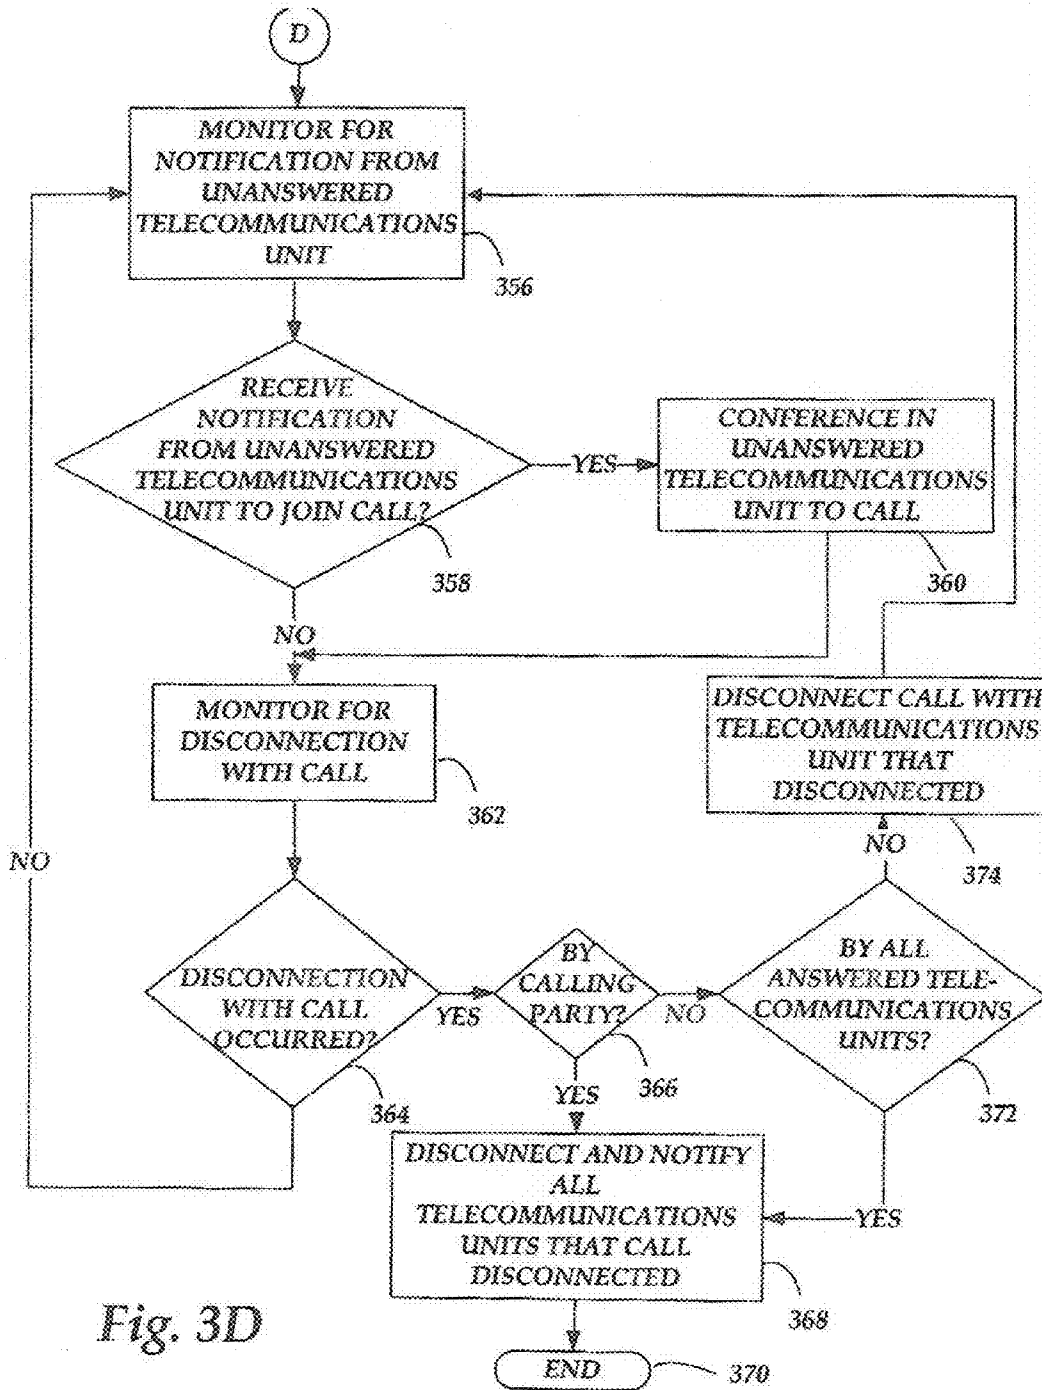 D
MONITOR FOR
NOTIFICATION FROM
UNANSWERED
TELECOMMUNICATIONS
UNIT
356
RECEIVE
NOTIFICATION
FROM UNANSWERED
TELECOMMUNICATIONS
UNIT TO JOIN CALL?
358
YES
CONFERENCE IN
UNANSWERED
TELECOMMUNICATIONS
UNIT TO CALL
360
NO
MONITOR FOR
DISCONNECTION
WITH CALL
362
DISCONNECT CALL WITH
TELECOMMUNICATIONS
UNIT THAT
DISCONNECTED
374
NO
NO
DISCONNECTION
WITH CALL
OCCURRED?
364
YES
BY
CALLING
PARTY?
366
NO
BY ALL
ANSWERED TELE-
COMMUNICATIONS
UNITS?
372
YES
YES
DISCONNECT AND NOTIFY
ALL
TELECOMMUNICATIONS
UNITS THAT CALL
DISCONNECTED
368
END
370
Fig. 3D